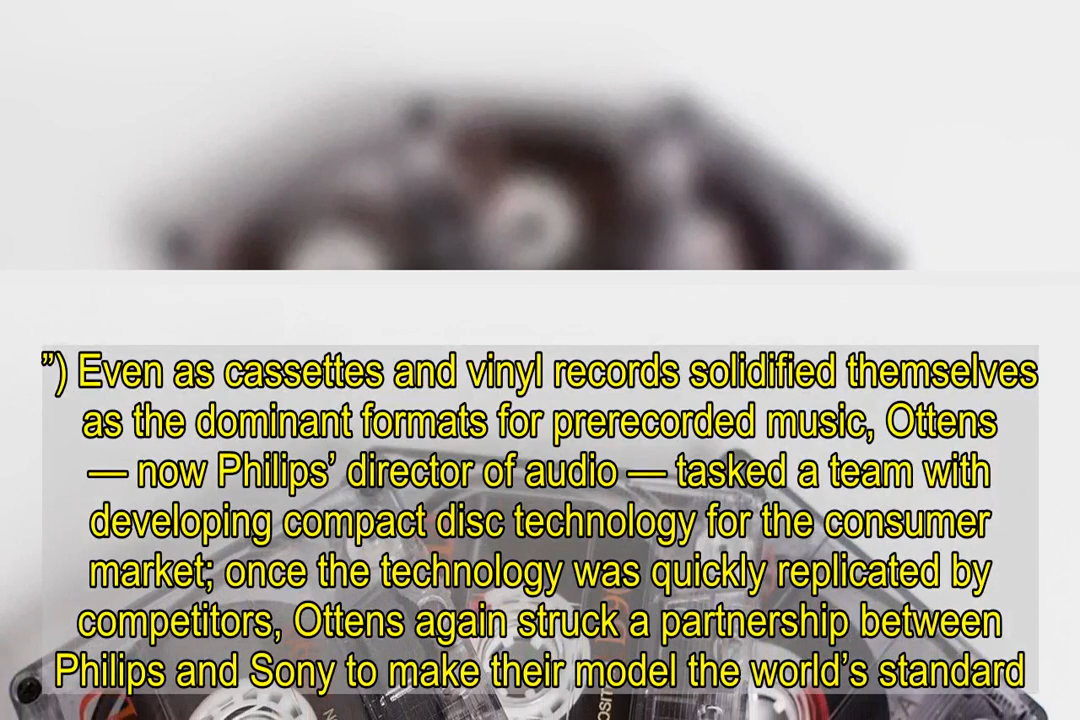 ”) Even as cassettes and vinyl records solidified themselves
as the dominant formats for prerecorded music, Ottens
— now Philips’ director of audio — tasked a team with
developing compact disc technology for the consumer
market; once the technology was quickly replicated by
competitors, Ottens again struck a partnership between
Philips and Sony to make their model the world’s standard